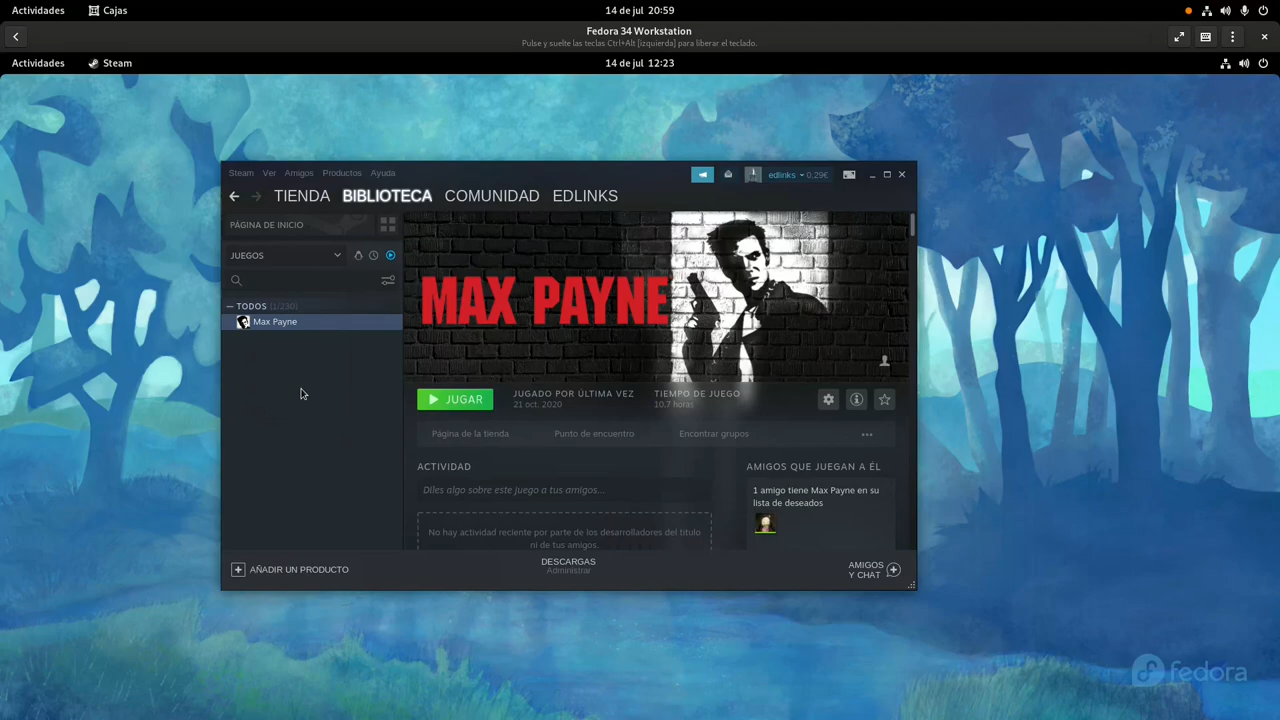 Actividades Cajas 14 de jul 20:59
Fedora 34 Workstation
Pulse y suelte las teclas Ctrl+Alt [izquierda] para liberar el teclado.
Actividades Steam 14 de jul 12:23
Steam Ver Amigos Productos Ayuda edlinks 0,29€
TIENDA BIBLIOTECA COMUNIDAD EDLINKS
PÁGINA DE INICIO
JUEGOS
TODOS (1/230)
Max Payne
MAX PAYNE
JUGAR
JUGADO POR ÚLTIMA VEZ
21 oct. 2020
TIEMPO DE JUEGO
10.7 horas
Página de la tienda Punto de encuentro Encontrar grupos
ACTIVIDAD
Diles algo sobre este juego a tus amigos...
No hay actividad reciente por parte de los desarrolladores del título
ni de tus amigos.
AMIGOS QUE JUEGAN A ÉL
1 amigo tiene Max Payne en su
lista de deseados
AÑADIR UN PRODUCTO
DESCARGAS
Administrar
AMIGOS
Y CHAT
fedora